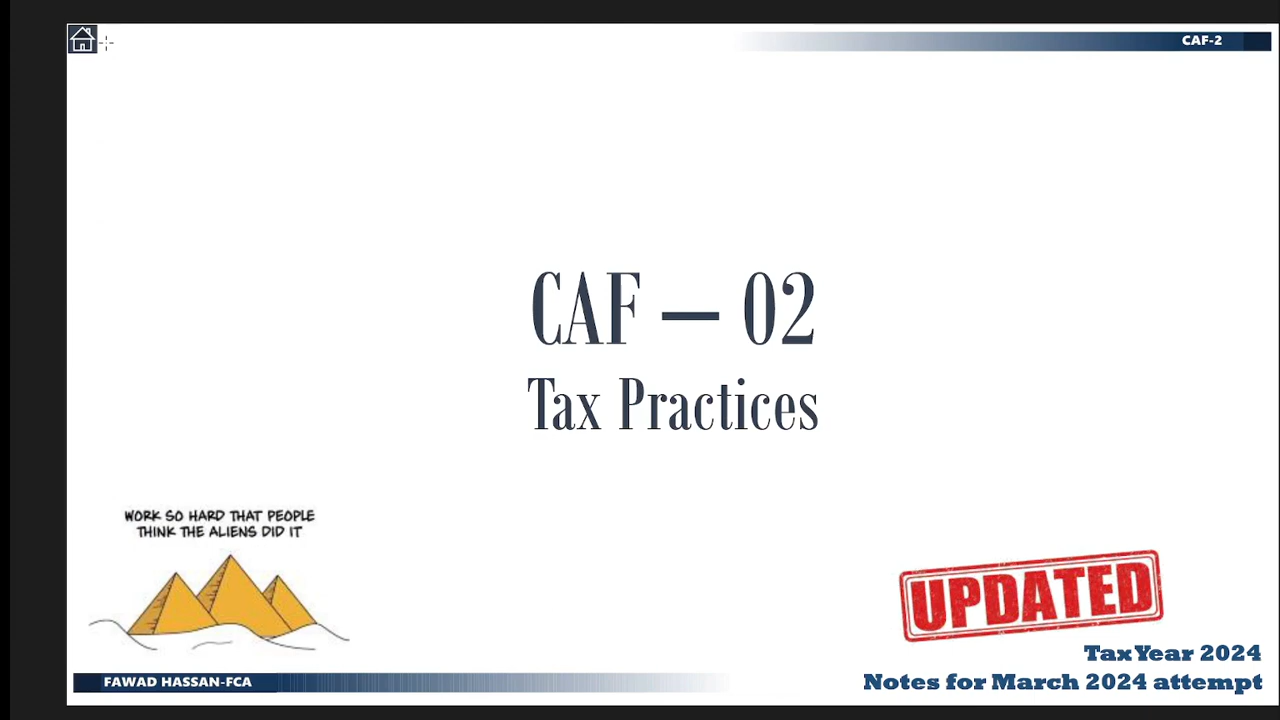 CAF-2
CAF – 02
Tax Practices
WORK SO HARD THAT PEOPLE
THINK THE ALIENS DID IT
UPDATED
Tax Year 2024
Notes for March 2024 attempt
FAWAD HASSAN-FCA